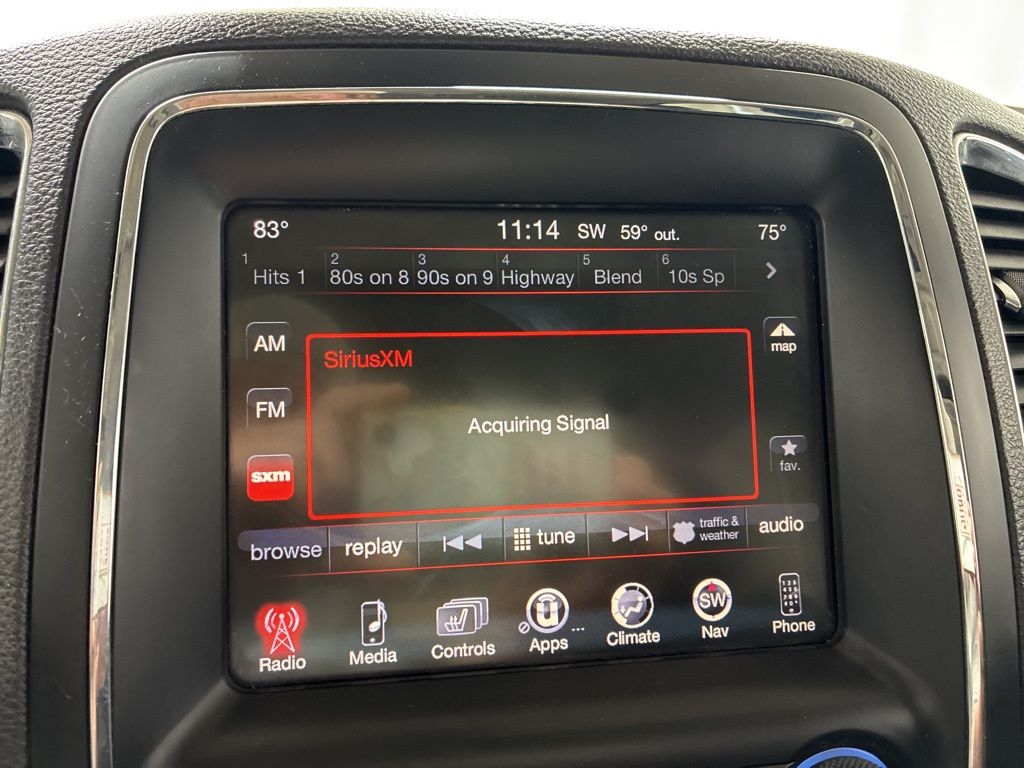 83° 11:14 SW 59° out. 75°
1 Hits 1 2 80s on 8 3 90s on 9 4 Highway 5 Blend 6 10s Sp
AM
SiriusXM
map
FM
Acquiring Signal
fav.
sxm
browse replay tune traffic &
weather audio
SW
Radio Media Controls Apps ... Climate Nav Phone